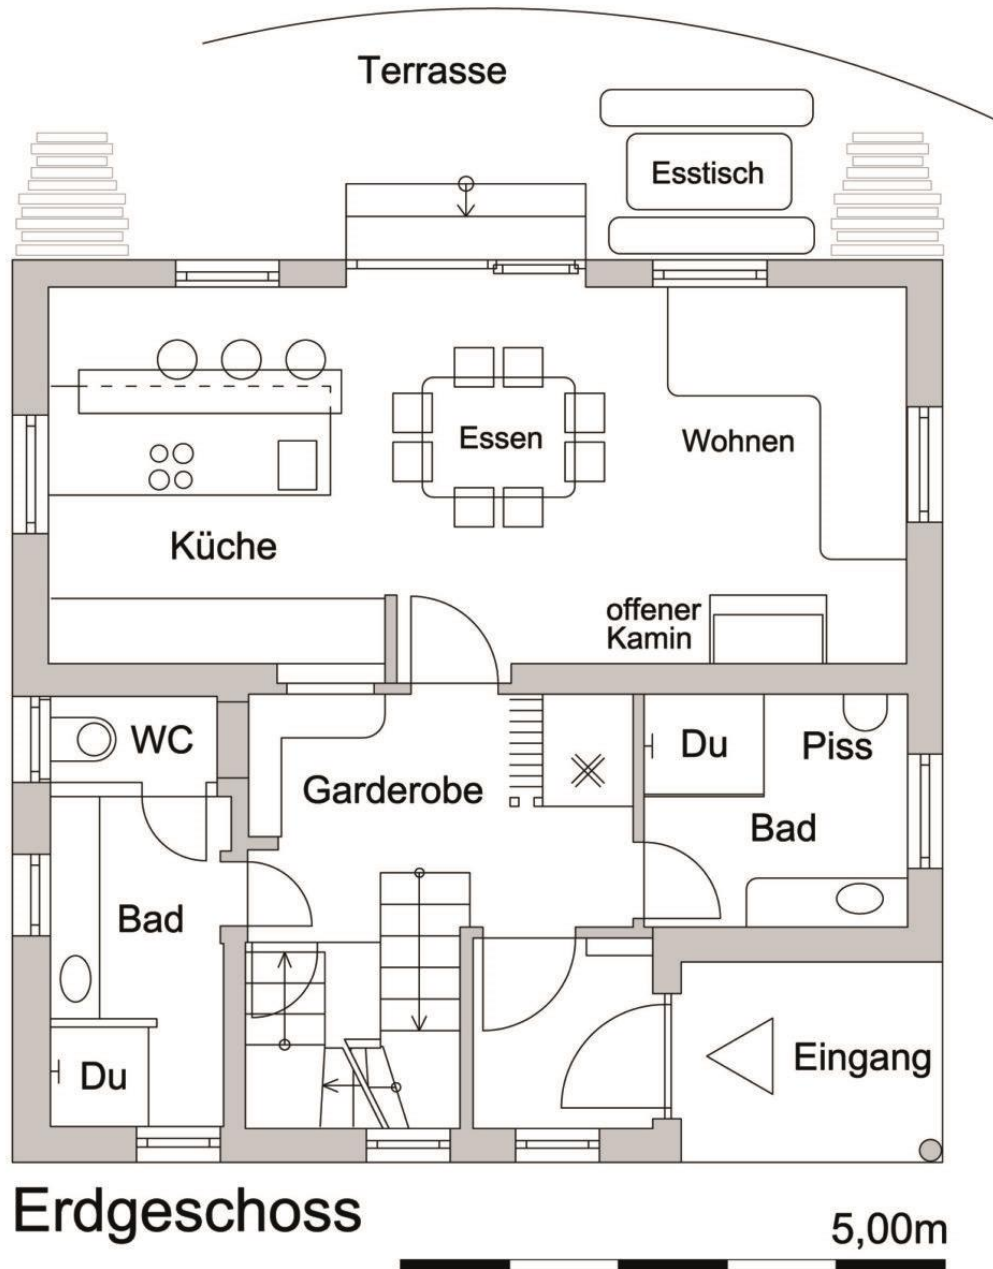 Terrasse
Esstisch
Essen
Wohnen
Küche
offener
Kamin
WC
Garderobe
Du
Piss
Bad
Bad
Du
Eingang
Erdgeschoss
5,00m